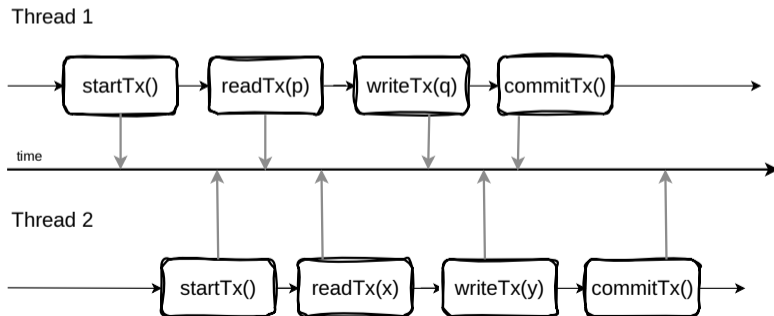 Thread 1
startTx() readTx(p) writeTx(q) commitTx()
time
Thread 2
startTx() readTx(x) writeTx(y) commitTx()